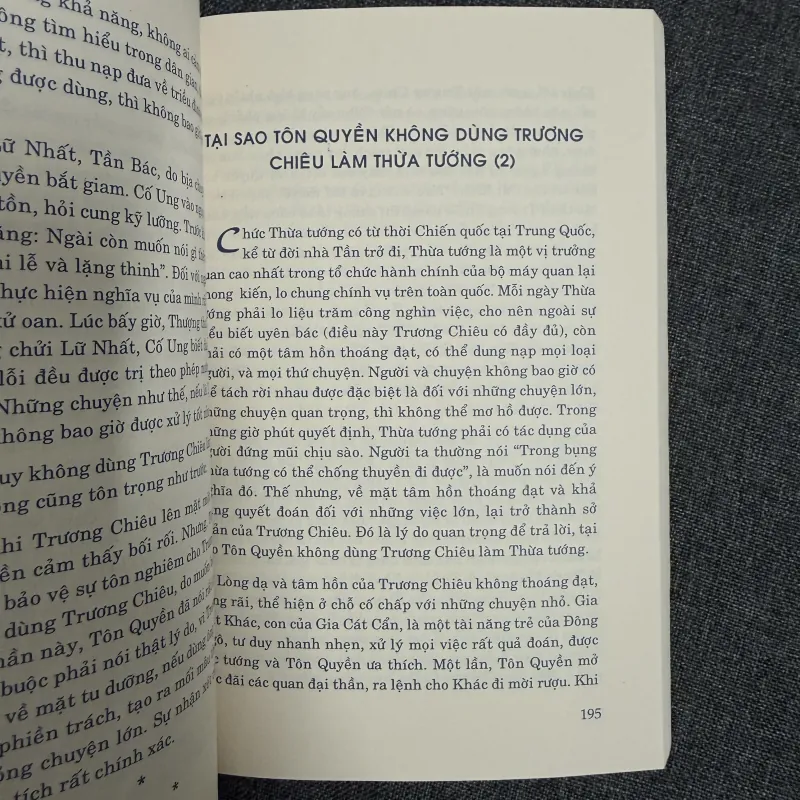 khả năng, không ai
tìm hiểu trong dân gian,
thì thu nạp đưa về triều
được dùng, thì không bao
Lữ Nhất, Tần Bác, do bịa
bắt giam. Cố Ung vào
tồn, hỏi cung kỹ lưỡng. Trước
Ngài còn muốn nói gì
lễ và lặng thinh”. Đối với
thực hiện nghĩa vụ của mình
xử oan. Lúc bấy giờ, Thượng
chửi Lữ Nhất, Cố Ung biết
lỗi đều được trị theo phép
Những chuyện như thế, nếu
không bao giờ được xử lý tốt
không dùng Trương Chiêu
cũng tôn trọng như trước.
Trương Chiêu lên mặt
cảm thấy bối rối. Nhưng
bảo vệ sự tôn nghiêm cho
dùng Trương Chiêu, do muốn
này, Tôn Quyền đã nói
buộc phải nói thật lý do, vì
về mặt tu dưỡng, nếu dùng
phiền trách, tạo ra mối
chuyện lớn. Sự nhận
tích rất chính xác.
* *
TẠI SAO TÔN QUYỀN KHÔNG DÙNG TRƯƠNG
CHIÊU LÀM THỪA TƯỚNG (2)
Chức Thừa tướng có từ thời Chiến quốc tại Trung Quốc,
kể từ đời nhà Tần trở đi, Thừa tướng là một vị trưởng
quan cao nhất trong tổ chức hành chính của bộ máy quan lại
phong kiến, lo chung chính vụ trên toàn quốc. Mỗi ngày Thừa
tướng phải lo liệu trăm công nghìn việc, cho nên ngoài sự
hiểu biết uyên bác (điều này Trương Chiêu có đầy đủ), còn
phải có một tâm hồn thoáng đạt, có thể dung nạp mọi loại
người, và mọi thứ chuyện. Người và chuyện không bao giờ có
thể tách rời nhau được đặc biệt là đối với những chuyện lớn,
những chuyện quan trọng, thì không thể mơ hồ được. Trong
những giờ phút quyết định, Thừa tướng phải có tác dụng của
người đứng mũi chịu sào. Người ta thường nói “Trong bụng
thừa tướng có thể chống thuyền đi được”, là muốn nói đến ý
nghĩa đó. Thế nhưng, về mặt tâm hồn thoáng đạt và khả
năng quyết đoán đối với những việc lớn, lại trở thành sở
đoản của Trương Chiêu. Đó là lý do quan trọng để trả lời, tại
sao Tôn Quyền không dùng Trương Chiêu làm Thừa tướng.
Lòng dạ và tâm hồn của Trương Chiêu không thoáng đạt,
rộng rãi, thể hiện ở chỗ cố chấp với những chuyện nhỏ. Gia
Cát Khác, con của Gia Cát Cẩn, là một tài năng trẻ của Đông
Ngô, tư duy nhanh nhẹn, xử lý mọi việc rất quả đoán, được
tướng và Tôn Quyền ưa thích. Một lần, Tôn Quyền mở
đãi các quan đại thần, ra lệnh cho Khác đi mời rượu. Khi
195